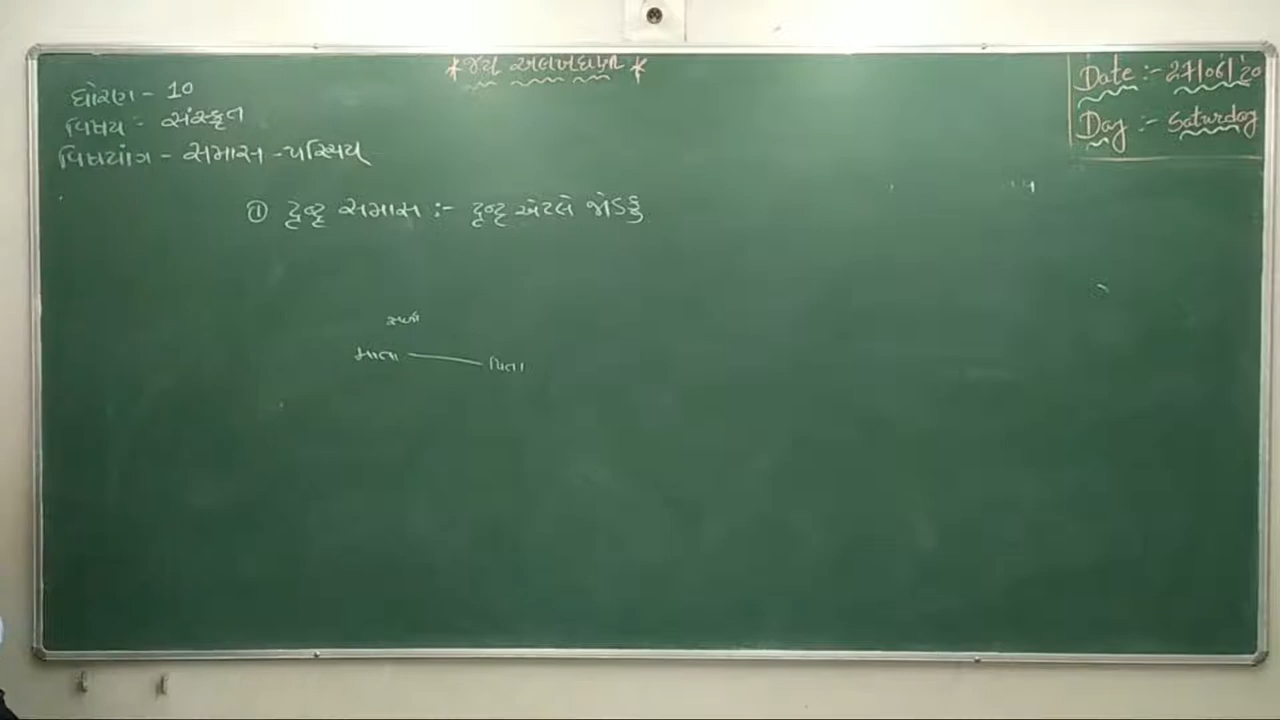 *જય અલખધણી*
Date :- 27/06/'20
Day :- Saturday
ધોરણ - 10
વિષય - સંસ્કૃત
વિષયાંગ - સમાસ - પરિચય
① દ્વન્દ્વ સમાસ :- દ્વન્દ્વ એટલે જોડકું
માતા — પિતા